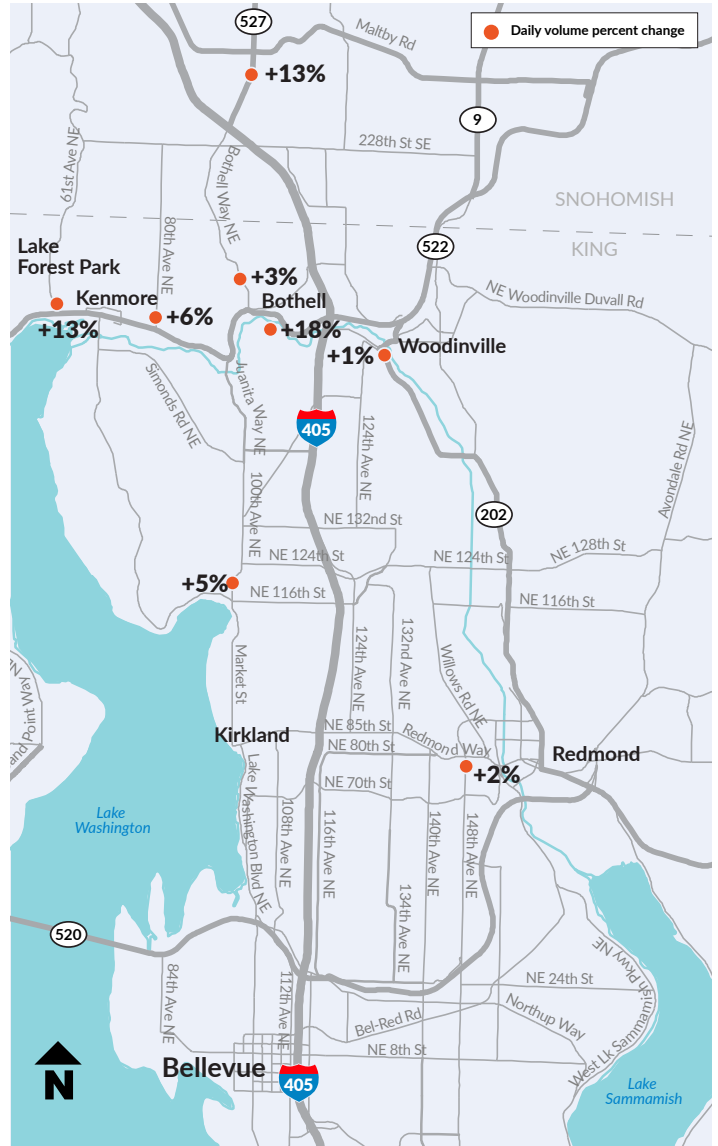 527
Daily volume percent change
Maltby Rd
+13%
9
228th St SE
61st Ave NE
Bothell Way NE
80th Ave NE
SNOHOMISH
KING
522
Lake
Forest Park
Kenmore
+3%
Bothell
NE Woodinville Duvall Rd
+13%
+6%
+18%
+1%
Woodinville
Simonds Rd NE
Juanita Way NE
405
124th Ave NE
Avondale Rd NE
100th Ave NE
202
NE 132nd St
NE 124th St
NE 124th St
NE 128th St
+5%
NE 116th St
NE 116th St
Market St
124th Ave NE
132nd Ave NE
Willows Rd NE
Point Way NE
Kirkland
NE 85th St
Redmond Way
NE 80th St
Redmond
+2%
NE 70th St
Lake
Washington
Lake Washington Blvd NE
108th Ave NE
116th Ave NE
140th Ave NE
148th Ave NE
134th Ave NE
520
84th Ave NE
112th Ave NE
NE 24th St
West Lk Sammamish Pkwy NE
Bel-Red Rd
Northup Way
NE 8th St
Bellevue
405
N
Lake
Sammamish